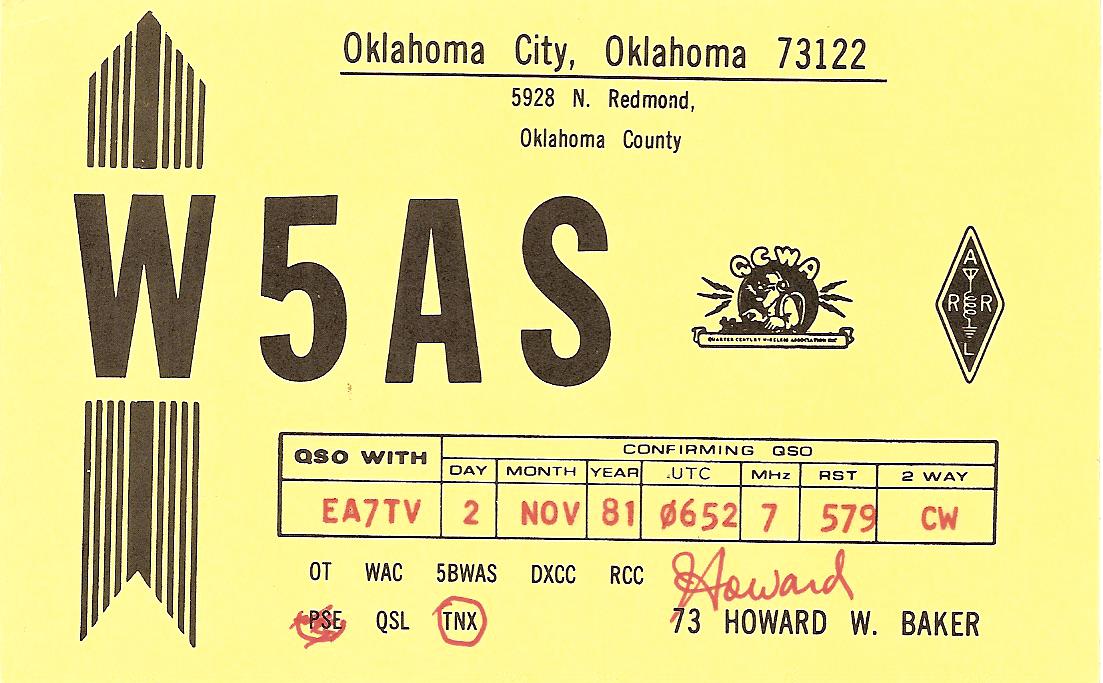 Oklahoma City, Oklahoma 73122
5928 N. Redmond,
Oklahoma County
W5AS
QCWA
QUARTER CENTURY WIRELESS ASSOCIATION INC
A
R R
L
QSO WITH
CONFIRMING QSO
DAY MONTH YEAR UTC MHz RST 2 WAY
EA7TV 2 NOV 81 Ø652 7 579 CW
OT WAC 5BWAS DXCC RCC
Howard
PSE QSL TNX
73 HOWARD W. BAKER